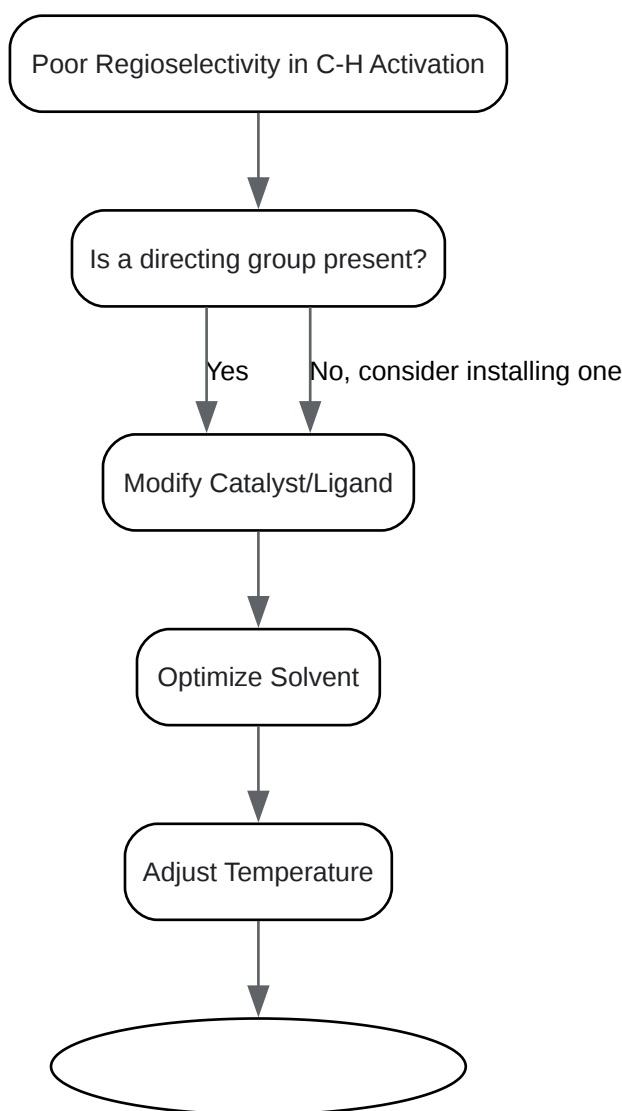 Poor Regioselectivity in C-H Activation
Is a directing group present?
Yes
No, consider installing one
Modify Catalyst/Ligand
Optimize Solvent
Adjust Temperature